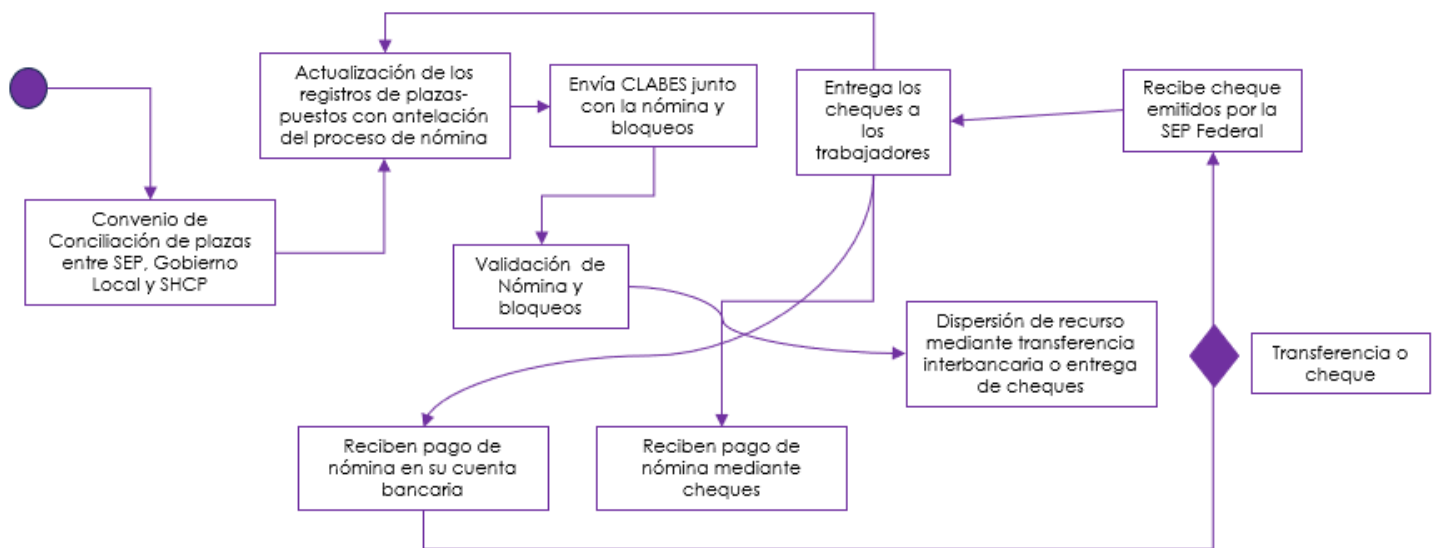 Actualización de los
registros de plazas-
puestos con antelación
del proceso de nómina
Envía CLABES junto
con la nómina y
bloqueos
Entrega los
cheques a
los
trabajadores
Recibe cheque
emitidos por la
SEP Federal
Convenio de
Conciliación de plazas
entre SEP, Gobierno
Local y SHCP
Validación de
Nómina y
bloqueos
Dispersión de recurso
mediante transferencia
interbancaria o entrega
de cheques
Transferencia o
cheque
Reciben pago de
nómina en su cuenta
bancaria
Reciben pago de
nómina mediante
cheques